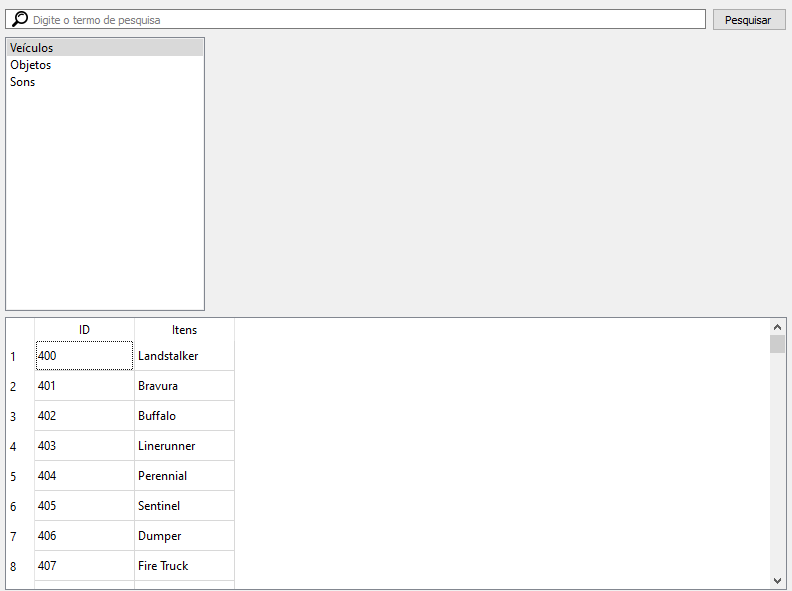 Digite o termo de pesquisa Pesquisar
Veículos
Objetos
Sons
ID Itens
1 400 Landstalker
2 401 Bravura
3 402 Buffalo
4 403 Linerunner
5 404 Perennial
6 405 Sentinel
7 406 Dumper
8 407 Fire Truck